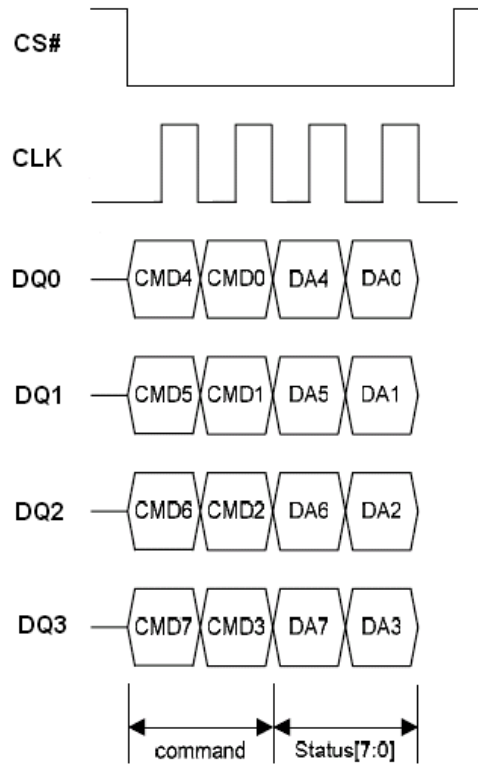 CS#
CLK
DQ0 CMD4 CMD0 DA4 DA0
DQ1 CMD5 CMD1 DA5 DA1
DQ2 CMD6 CMD2 DA6 DA2
DQ3 CMD7 CMD3 DA7 DA3
command Status[7:0]